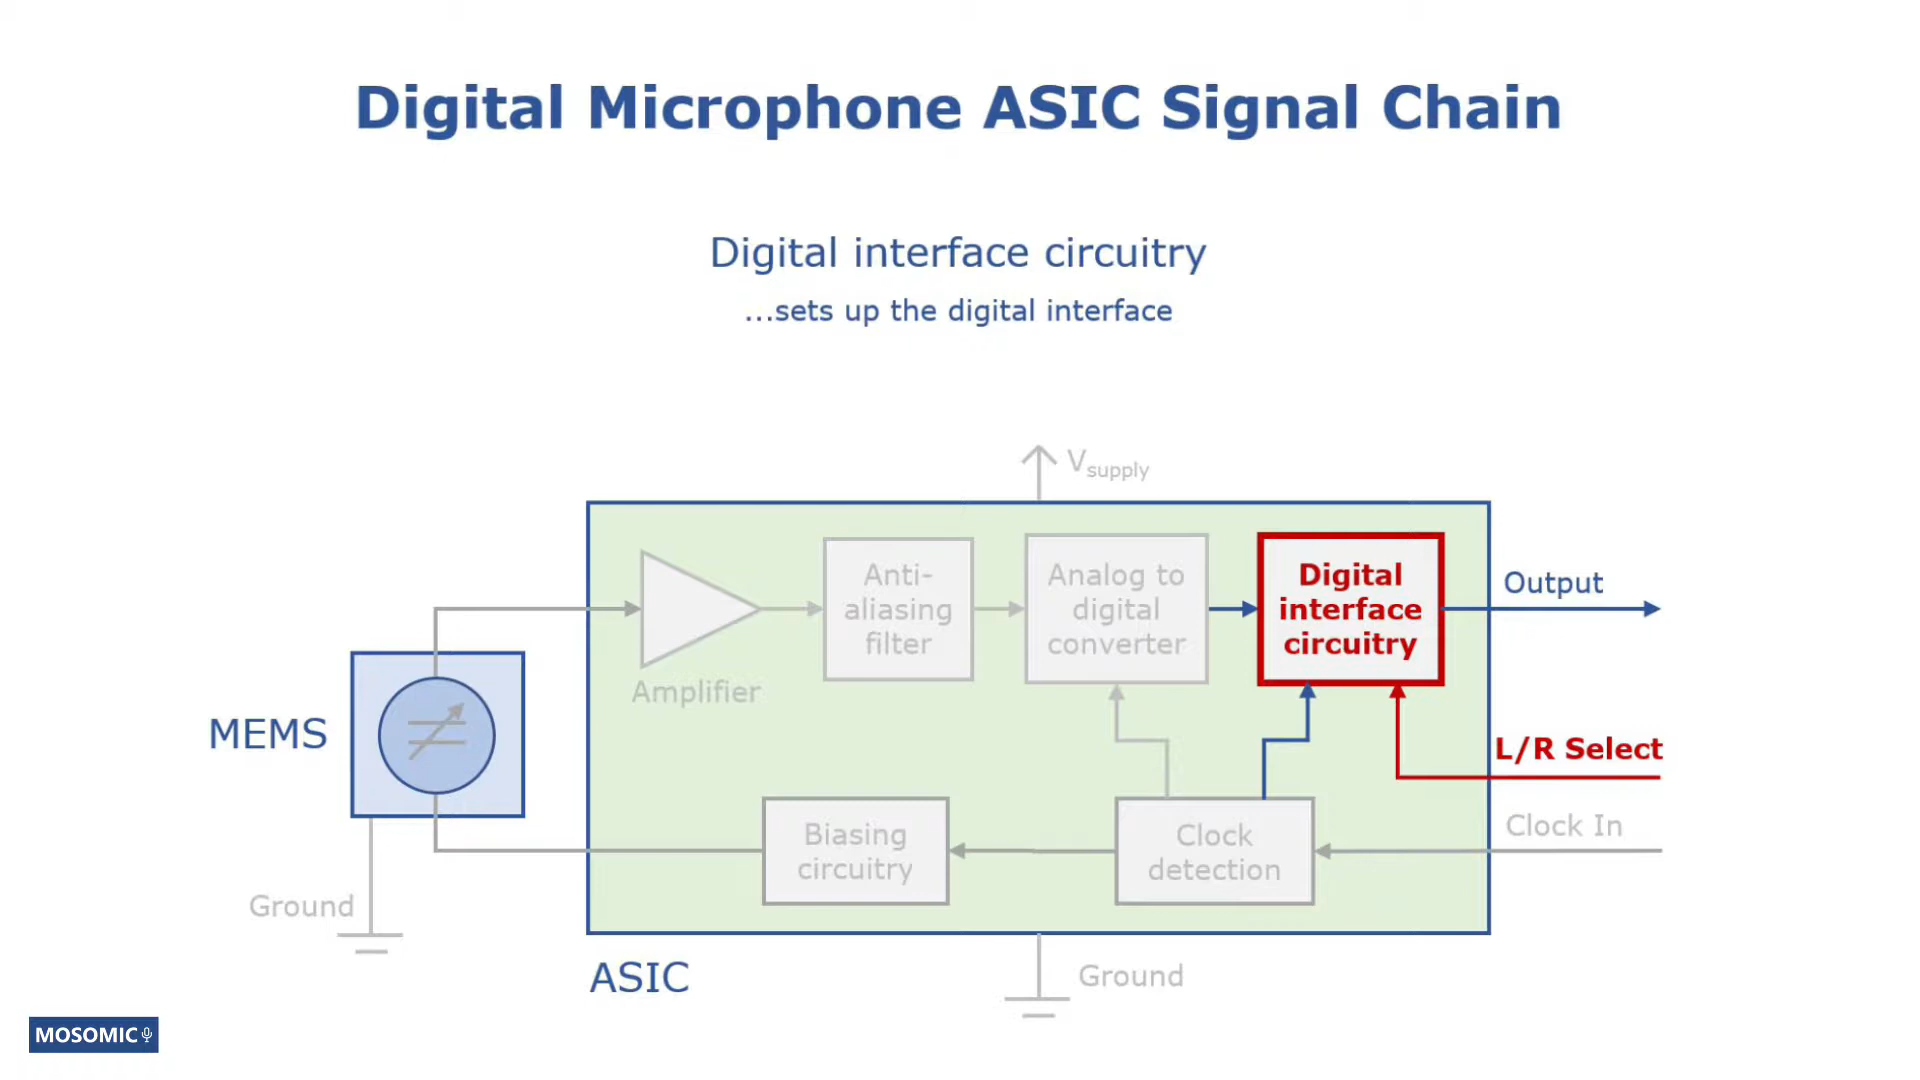 Digital Microphone ASIC Signal Chain
Digital interface circuitry
...sets up the digital interface
Vsupply
Anti-
aliasing
filter
Analog to
digital
converter
Digital
interface
circuitry
Output
Amplifier
MEMS
L/R Select
Biasing
circuitry
Clock
detection
Clock In
Ground
ASIC
Ground
MOSOMIC